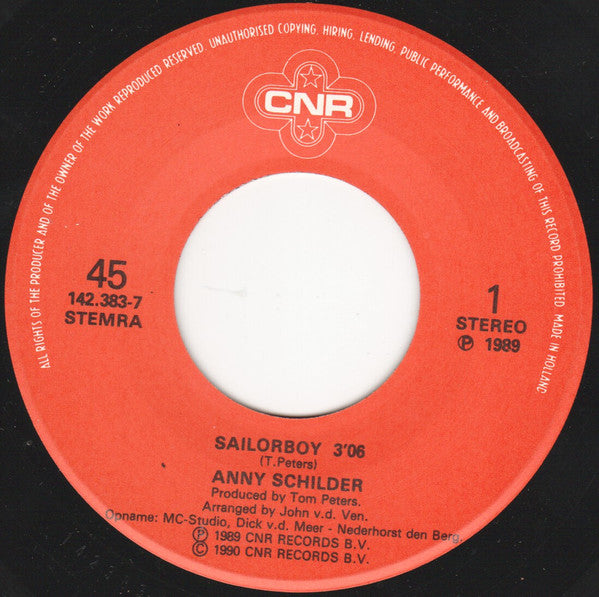 ALL RIGHTS OF THE PRODUCER AND OF THE OWNER OF THE WORK REPRODUCED RESERVED. UNAUTHORISED COPYING, HIRING, LENDING, PUBLIC PERFORMANCE AND BROADCASTING OF THIS RECORD PROHIBITED. MADE IN HOLLAND
CNR
45
142.383-7
STEMRA
1
STEREO
℗ 1989
SAILORBOY 3'06
(T.Peters)
ANNY SCHILDER
Produced by Tom Peters.
Arranged by John v.d. Ven.
Opname: MC-Studio, Dick v.d. Meer - Nederhorst den Berg.
℗ 1989 CNR RECORDS B.V.
© 1990 CNR RECORDS B.V.